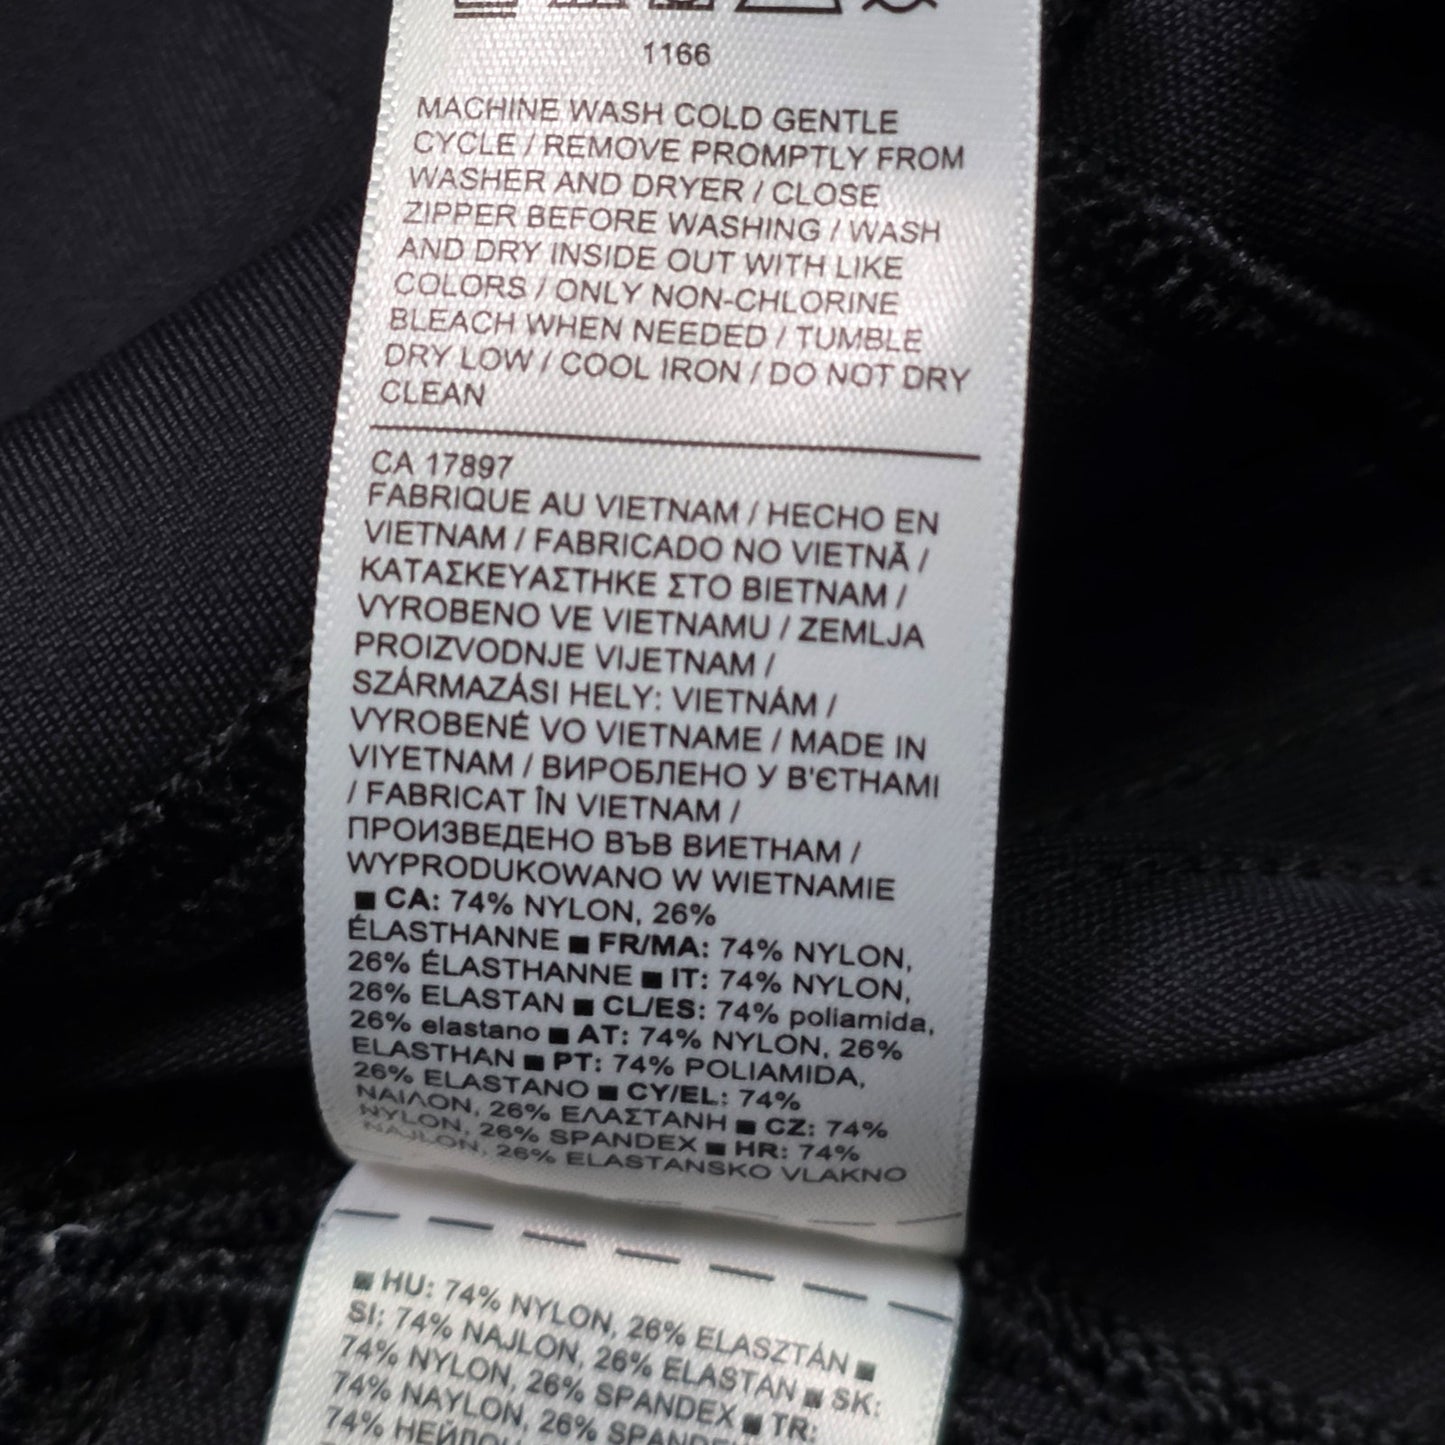 1166
MACHINE WASH COLD GENTLE
CYCLE / REMOVE PROMPTLY FROM
WASHER AND DRYER / CLOSE
ZIPPER BEFORE WASHING / WASH
AND DRY INSIDE OUT WITH LIKE
COLORS / ONLY NON-CHLORINE
BLEACH WHEN NEEDED / TUMBLE
DRY LOW / COOL IRON / DO NOT DRY
CLEAN
CA 17897
FABRIQUE AU VIETNAM / HECHO EN
VIETNAM / FABRICADO NO VIETNÃ /
ΚΑΤΑΣΚΕΥΑΣΤΗΚΕ ΣΤΟ ΒΙΕΤΝΑΜ /
VYROBENO VE VIETNAMU / ZEMLJA
PROIZVODNJE VIJETNAM /
SZÁRMAZÁSI HELY: VIETNÁM /
VYROBENÉ VO VIETNAME / MADE IN
VIYETNAM / ВИРОБЛЕНО У В'ЄТНАМІ
/ FABRICAT ÎN VIETNAM /
ПРОИЗВЕДЕНО ВЪВ ВИЕТНАМ /
WYPRODUKOWANO W WIETNAMIE
■ CA: 74% NYLON, 26%
ÉLASTHANNE ■ FR/MA: 74% NYLON,
26% ÉLASTHANNE ■ IT: 74% NYLON,
26% ELASTAN ■ CL/ES: 74% poliamida,
26% elastano ■ AT: 74% NYLON, 26%
ELASTHAN ■ PT: 74% POLIAMIDA,
26% ELASTANO ■ CY/EL: 74%
ΝΑΙΛΟΝ, 26% ΕΛΑΣΤΑΝΗ ■ CZ: 74%
NYLON, 26% SPANDEX ■ HR: 74%
NAJLON, 26% ELASTANSKO VLAKNO
■ HU: 74% NYLON, 26% ELASZTÁN ■
SI: 74% NAJLON, 26% ELASTAN ■ SK:
74% NYLON, 26% SPANDEX ■ TR:
74% NAYLON, 26% SPANDEX
74%